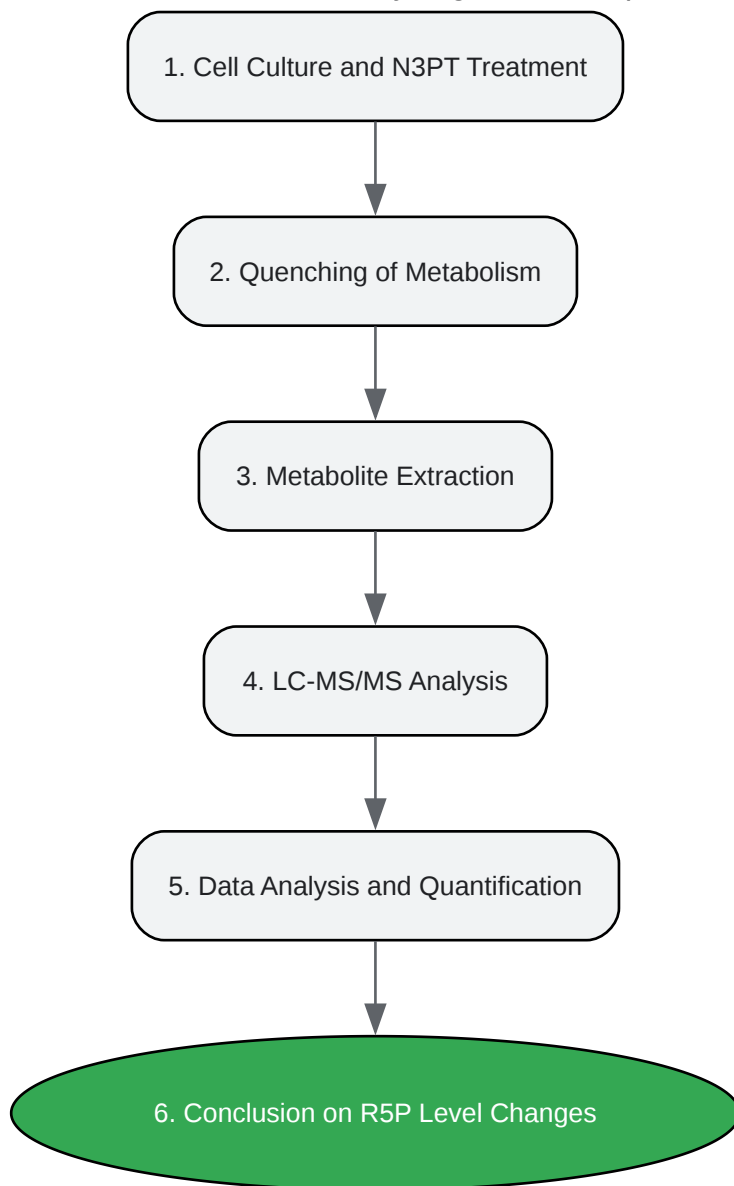 1. Cell Culture and N3PT Treatment
2. Quenching of Metabolism
3. Metabolite Extraction
4. LC-MS/MS Analysis
5. Data Analysis and Quantification
6. Conclusion on R5P Level Changes